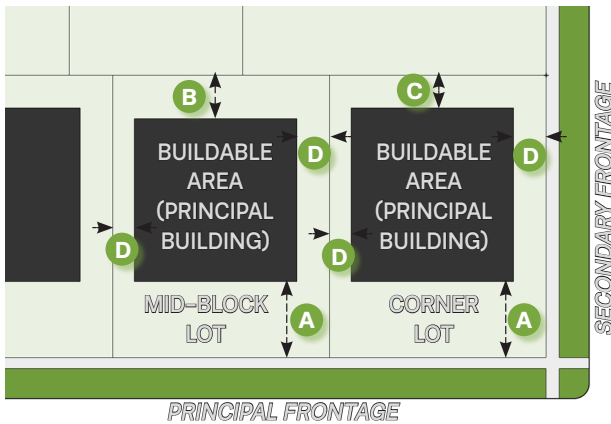 B
C
BUILDABLE
AREA
(PRINCIPAL
BUILDING)
D
BUILDABLE
AREA
(PRINCIPAL
BUILDING)
D
D
D
MID-BLOCK
LOT
A
CORNER
LOT
A
SECONDARY FRONTAGE
PRINCIPAL FRONTAGE